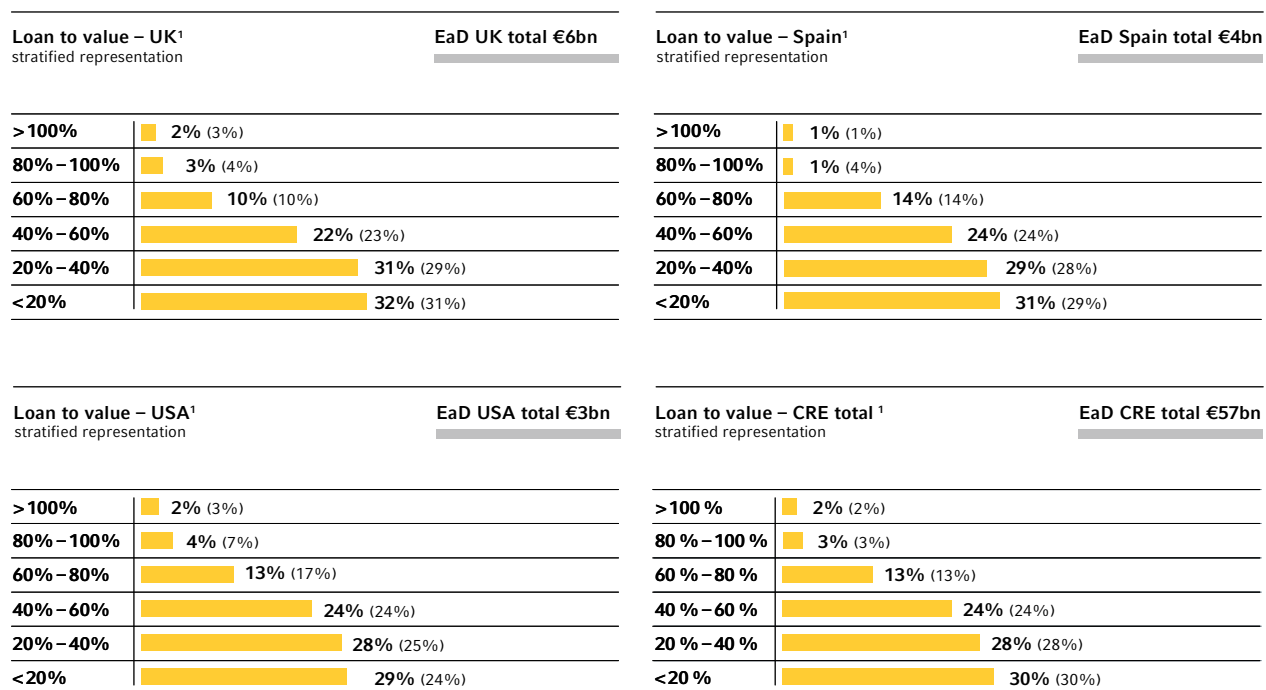 Loan to value – UK¹ EaD UK total €6bn
stratified representation
>100% 2% (3%)
80%–100% 3% (4%)
60%–80% 10% (10%)
40%–60% 22% (23%)
20%–40% 31% (29%)
<20% 32% (31%)
Loan to value – Spain¹ EaD Spain total €4bn
stratified representation
>100% 1% (1%)
80%–100% 1% (4%)
60%–80% 14% (14%)
40%–60% 24% (24%)
20%–40% 29% (28%)
<20% 31% (29%)
Loan to value – USA¹ EaD USA total €3bn
stratified representation
>100% 2% (3%)
80%–100% 4% (7%)
60%–80% 13% (17%)
40%–60% 24% (24%)
20%–40% 28% (25%)
<20% 29% (24%)
Loan to value – CRE total ¹ EaD CRE total €57bn
stratified representation
>100 % 2% (2%)
80 %–100 % 3% (3%)
60 %–80 % 13% (13%)
40 %–60 % 24% (24%)
20 %–40 % 28% (28%)
<20 % 30% (30%)